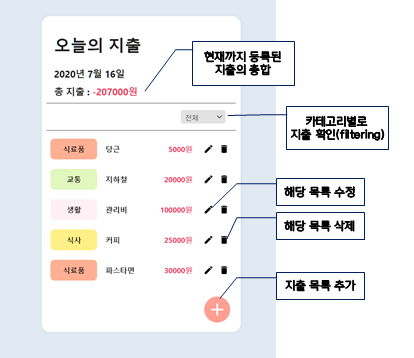 오늘의 지출
2020년 7월 16일
총 지출 : -207000원
현재까지 등록된
지출의 총합
전체
카테고리별로
지출 확인(filtering)
식료품 당근 5000원
교통 지하철 20000원
생활 관리비 100000원
해당 목록 수정
식사 커피 25000원
해당 목록 삭제
식료품 파스타면 30000원
지출 목록 추가